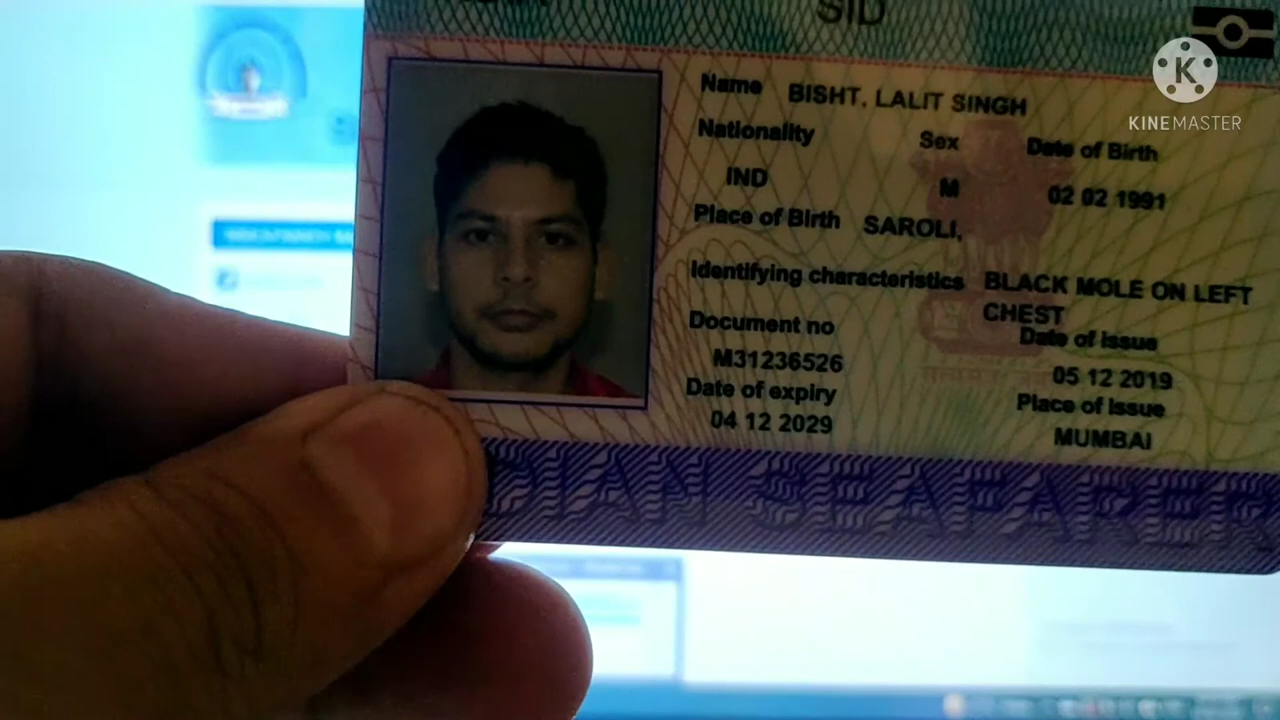 SID
KINEMASTER
Name BISHT, LALIT SINGH
Nationality Sex Date of Birth
IND M 02 02 1991
Place of Birth SAROLI,
Identifying characteristics BLACK MOLE ON LEFT
CHEST
Document no Date of issue
M31236526 05 12 2019
Date of expiry Place of issue
04 12 2029 MUMBAI
DIAN SEAFARER